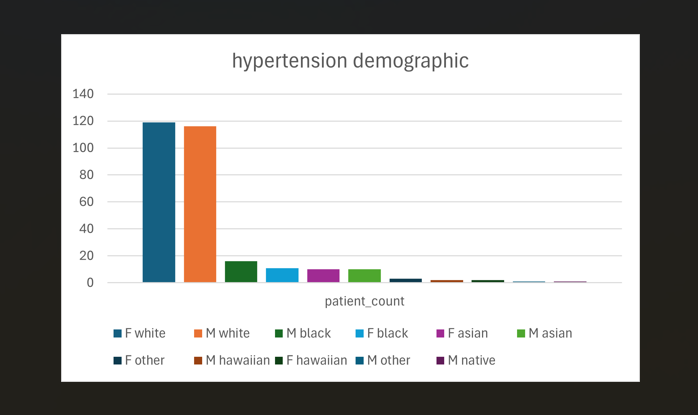 hypertension demographic
140
120
100
80
60
40
20
0
patient_count
F white M white M black F black F asian M asian
F other M hawaiian F hawaiian M other M native